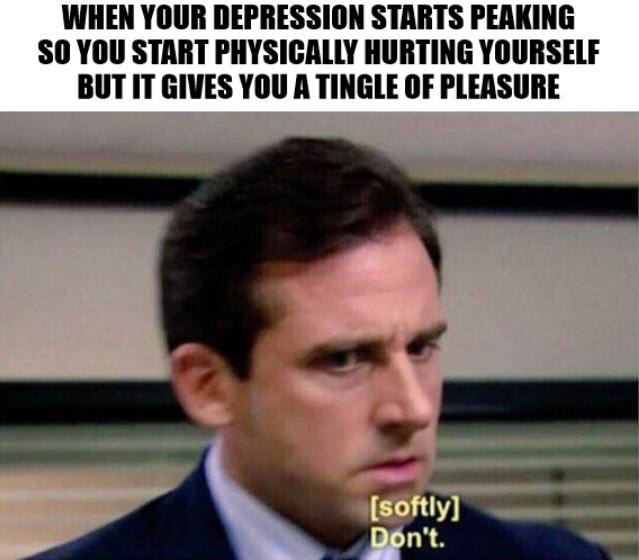 WHEN YOUR DEPRESSION STARTS PEAKING
SO YOU START PHYSICALLY HURTING YOURSELF
BUT IT GIVES YOU A TINGLE OF PLEASURE
[softly]
Don't.